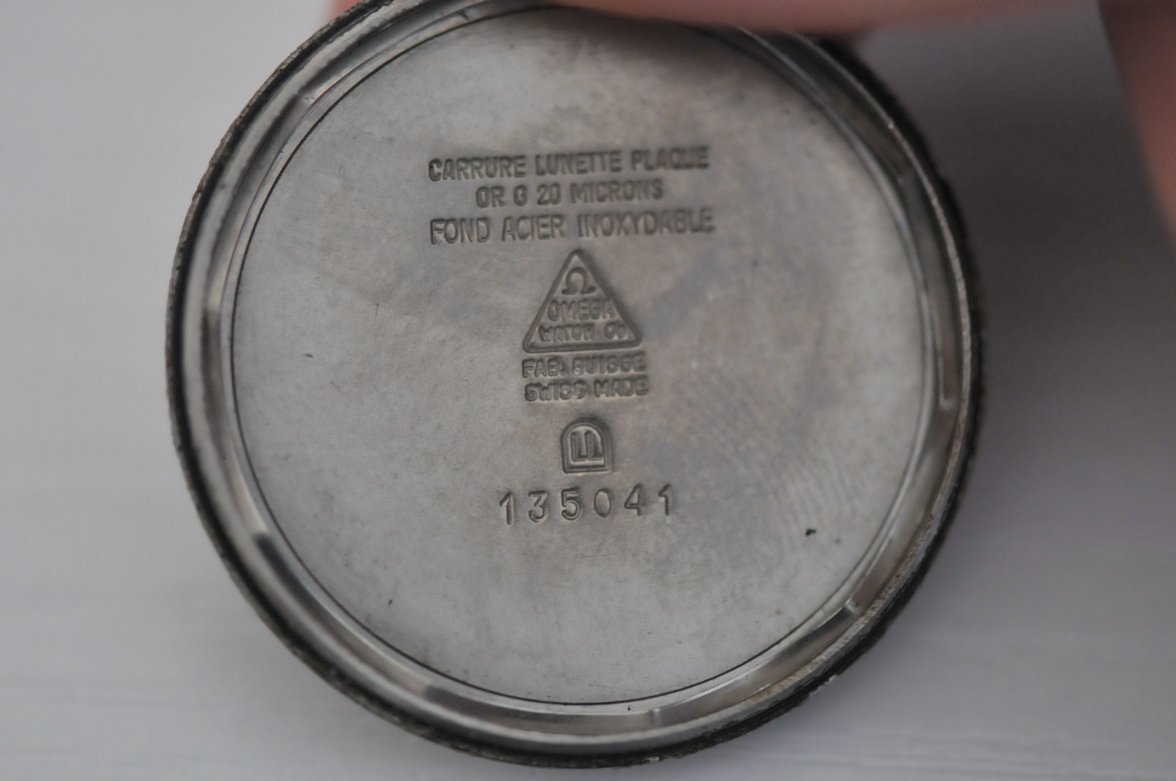 CARRURE LUNETTE PLAQUE
OR G 20 MICRONS
FOND ACIER INOXYDABLE
Ω
OMEGA
WATCH Co
FAB. SUISSE
SWISS MADE
135041